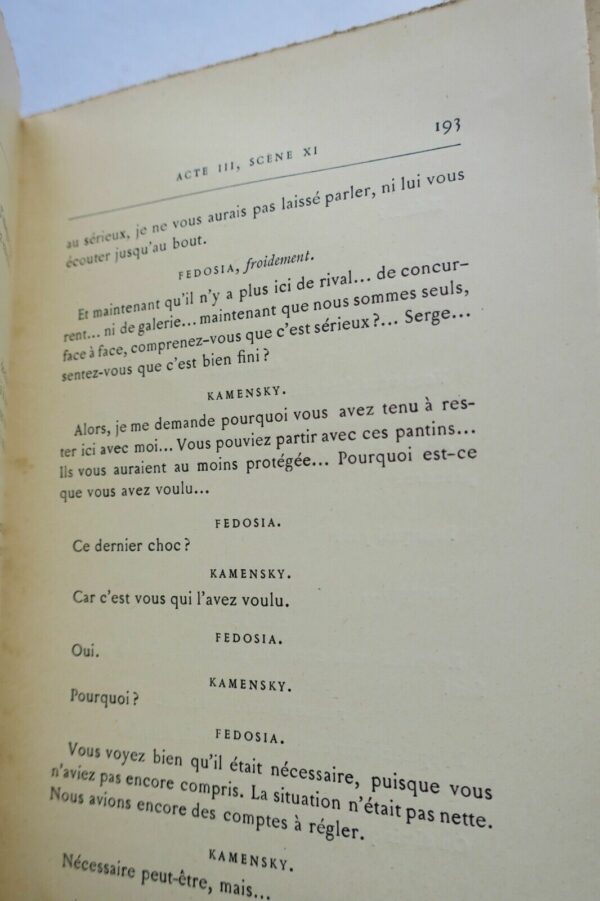 ACTE III, SCÈNE XI 193
au sérieux, je ne vous aurais pas laissé parler, ni lui vous
écouter jusqu'au bout.
FEDOSIA, froidement.
Et maintenant qu'il n'y a plus ici de rival... de concur-
rent... ni de galerie... maintenant que nous sommes seuls,
face à face, comprenez-vous que c'est sérieux ?... Serge...
sentez-vous que c'est bien fini ?
KAMENSKY.
Alors, je me demande pourquoi vous avez tenu à res-
ter ici avec moi... Vous pouviez partir avec ces pantins...
Ils vous auraient au moins protégée... Pourquoi est-ce
que vous avez voulu...
FEDOSIA.
Ce dernier choc ?
KAMENSKY.
Car c'est vous qui l'avez voulu.
FEDOSIA.
Oui.
KAMENSKY.
Pourquoi ?
FEDOSIA.
Vous voyez bien qu'il était nécessaire, puisque vous
n'aviez pas encore compris. La situation n'était pas nette.
Nous avions encore des comptes à régler.
KAMENSKY.
Nécessaire peut-être, mais...